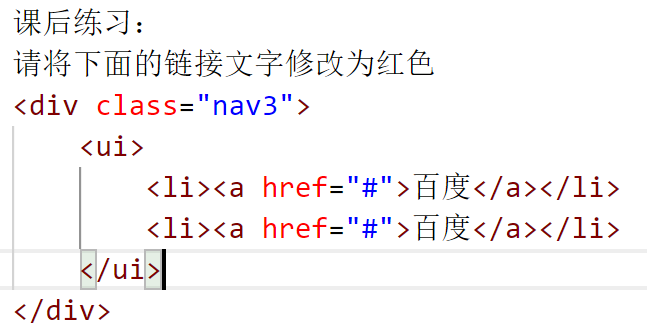 课后练习：
请将下面的链接文字修改为红色
<div class="nav3">
<ui>
<li><a href="#">百度</a></li>
<li><a href="#">百度</a></li>
</ui>
</div>